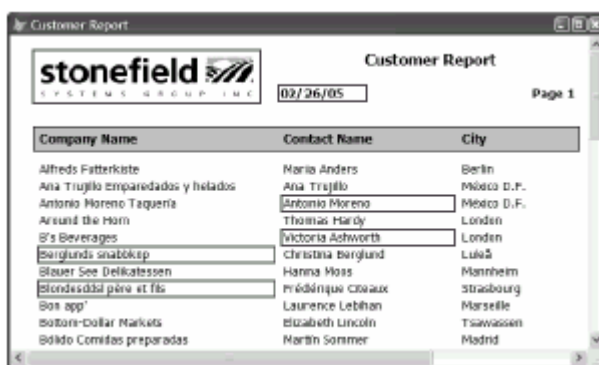 Customer Report
stonefield
SYSTEMS GROUP INC
Customer Report
02/26/05
Page 1
Company Name Contact Name City
Alfreds Futterkiste Maria Anders Berlin
Ana Trujillo Emparedados y helados Ana Trujillo México D.F.
Antonio Moreno Taquería Antonio Moreno México D.F.
Around the Horn Thomas Hardy London
B's Beverages Victoria Ashworth London
Berglunds snabbköp Christina Berglund Luleå
Blauer See Delikatessen Hanna Moos Mannheim
Blondesddsl père et fils Frédérique Citeaux Strasbourg
Bon app' Laurence Lebihan Marseille
Bottom-Dollar Markets Elizabeth Lincoln Tsawassen
Bólido Comidas preparadas Martín Sommer Madrid